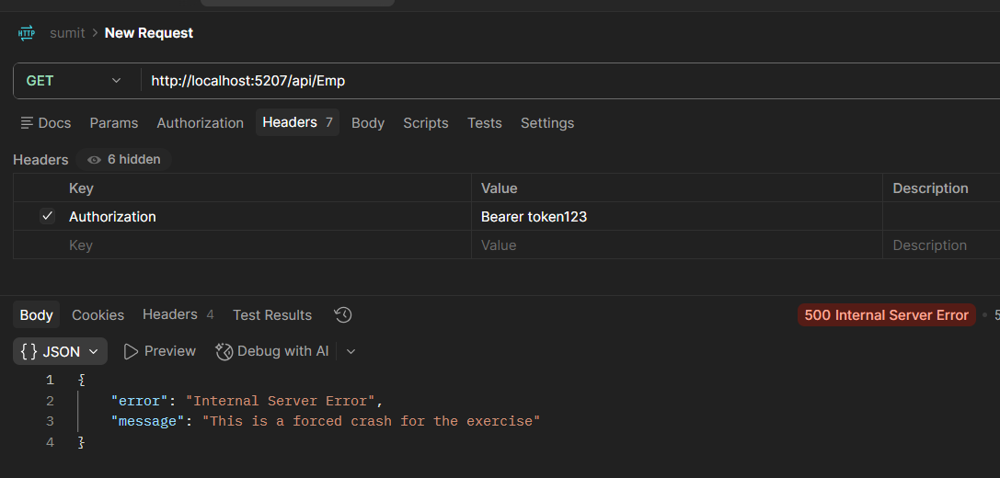 HTTP sumit > New Request
GET http://localhost:5207/api/Emp
Docs Params Authorization Headers 7 Body Scripts Tests Settings
Headers 6 hidden
Key Value Description
Authorization Bearer token123
Key Value Description
Body Cookies Headers 4 Test Results 500 Internal Server Error •
{ } JSON Preview Debug with AI
1 {
2 "error": "Internal Server Error",
3 "message": "This is a forced crash for the exercise"
4 }